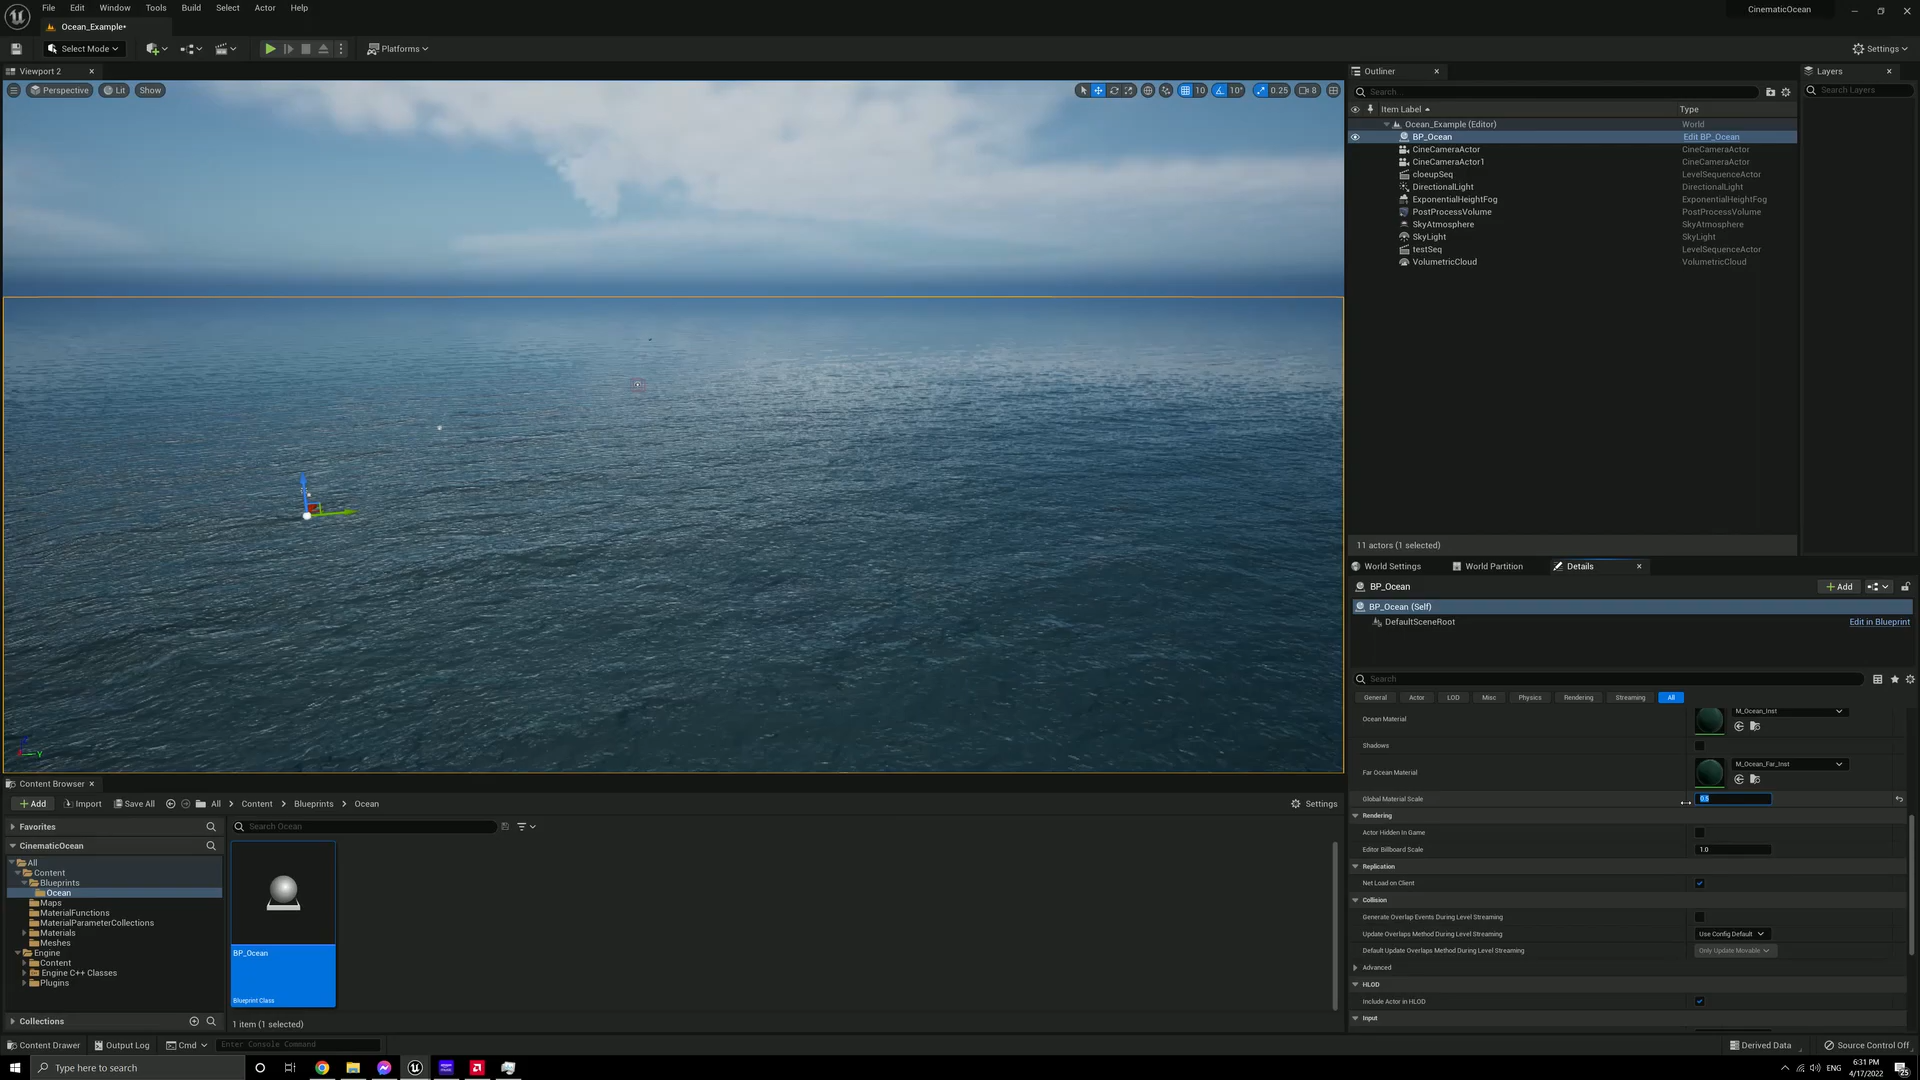 File Edit Window Tools Build Select Actor Help
CinematicOcean
Ocean_Example*
Select Mode
Platforms
Settings
Viewport 2
Perspective
Lit
Show
10
10°
0.25
8
Outliner
Layers
Search...
Search Layers
Item Label
Type
Ocean_Example (Editor)
World
BP_Ocean
Edit BP_Ocean
CineCameraActor
CineCameraActor
CineCameraActor1
CineCameraActor
cloeupSeq
LevelSequenceActor
DirectionalLight
DirectionalLight
ExponentialHeightFog
ExponentialHeightFog
PostProcessVolume
PostProcessVolume
SkyAtmosphere
SkyAtmosphere
SkyLight
SkyLight
testSeq
LevelSequenceActor
VolumetricCloud
VolumetricCloud
11 actors (1 selected)
World Settings
World Partition
Details
BP_Ocean
Add
BP_Ocean (Self)
DefaultSceneRoot
Edit in Blueprint
Search
General
Actor
LOD
Misc
Physics
Rendering
Streaming
All
Ocean Material
M_Ocean_Inst
Shadows
Far Ocean Material
M_Ocean_Far_Inst
Global Material Scale
0.5
Rendering
Actor Hidden In Game
Editor Billboard Scale
1.0
Replication
Net Load on Client
Collision
Generate Overlap Events During Level Streaming
Update Overlaps Method During Level Streaming
Use Config Default
Default Update Overlaps Method During Level Streaming
Only Update Movable
Advanced
HLOD
Include Actor in HLOD
Input
Y
Content Browser
Add
Import
Save All
All
Content
Blueprints
Ocean
Settings
Favorites
CinematicOcean
All
Content
Blueprints
Ocean
Maps
MaterialFunctions
MaterialParameterCollections
Materials
Meshes
Engine
Content
Engine C++ Classes
Plugins
Collections
Search Ocean
BP_Ocean
Blueprint Class
1 item (1 selected)
Content Drawer
Output Log
Cmd
Enter Console Command
Derived Data
Source Control Off
Type here to search
ENG
6:31 PM
4/17/2022
25